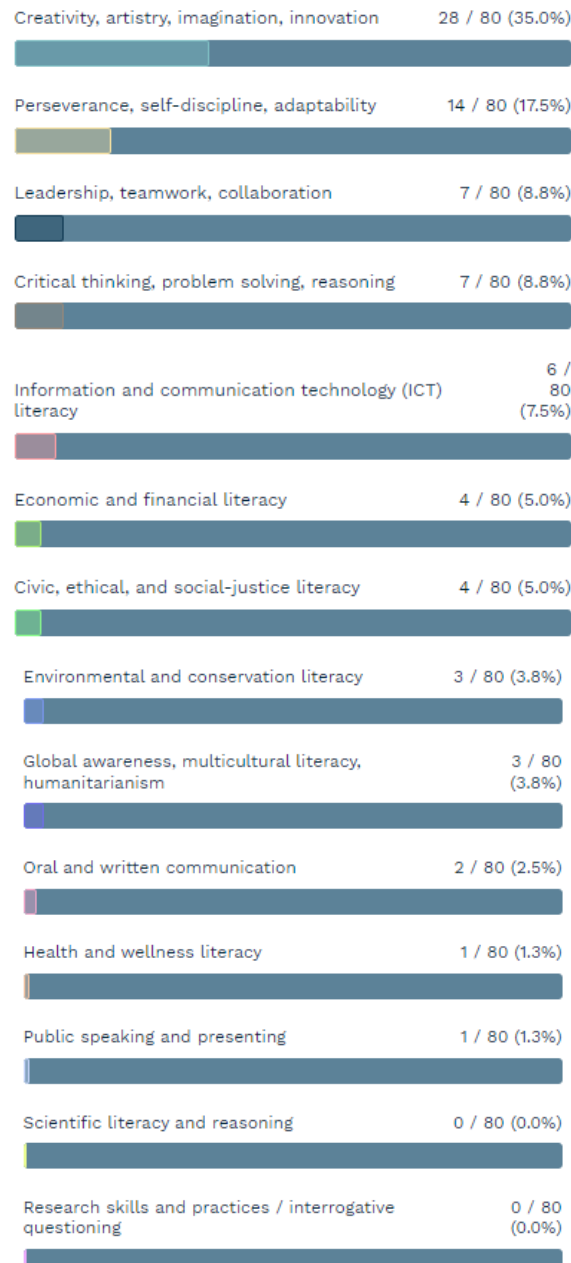 Creativity, artistry, imagination, innovation 28 / 80 (35.0%)
Perseverance, self-discipline, adaptability 14 / 80 (17.5%)
Leadership, teamwork, collaboration 7 / 80 (8.8%)
Critical thinking, problem solving, reasoning 7 / 80 (8.8%)
6 /
Information and communication technology (ICT) 80
literacy (7.5%)
Economic and financial literacy 4 / 80 (5.0%)
Civic, ethical, and social-justice literacy 4 / 80 (5.0%)
Environmental and conservation literacy 3 / 80 (3.8%)
Global awareness, multicultural literacy, 3 / 80
humanitarianism (3.8%)
Oral and written communication 2 / 80 (2.5%)
Health and wellness literacy 1 / 80 (1.3%)
Public speaking and presenting 1 / 80 (1.3%)
Scientific literacy and reasoning 0 / 80 (0.0%)
Research skills and practices / interrogative 0 / 80
questioning (0.0%)